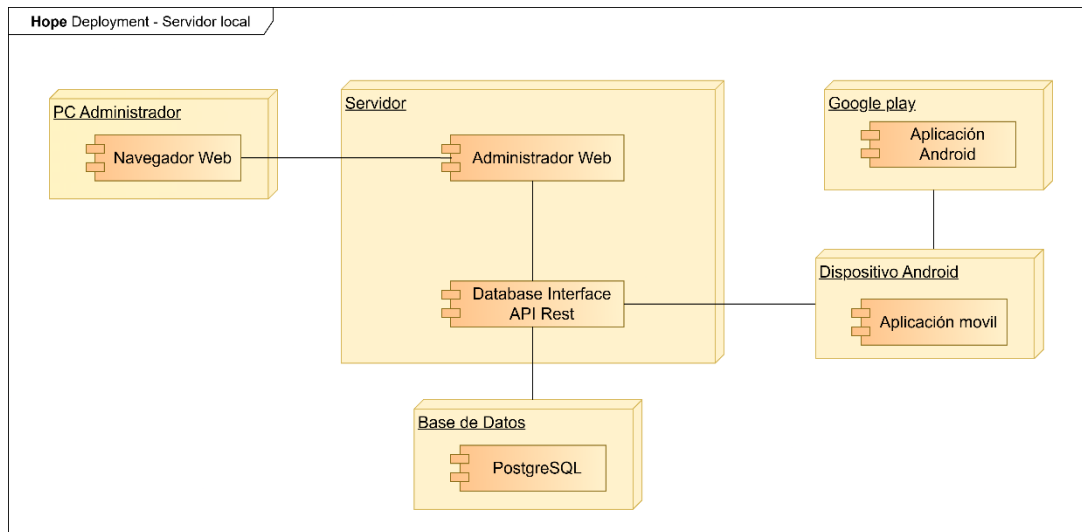 Hope Deployment - Servidor local
PC Administrador
Navegador Web
Servidor
Administrador Web
Database Interface
API Rest
Google play
Aplicación
Android
Dispositivo Android
Aplicación movil
Base de Datos
PostgreSQL